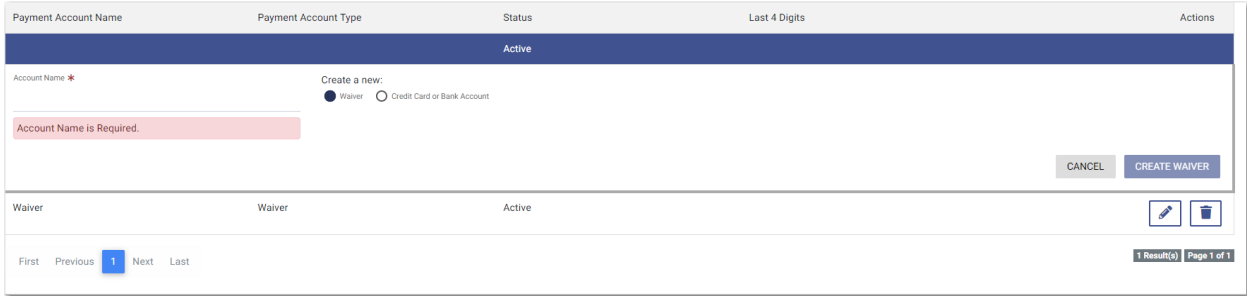 Payment Account Name Payment Account Type Status Last 4 Digits Actions
Active
Account Name * Create a new:
Waiver Credit Card or Bank Account
Account Name is Required.
CANCEL CREATE WAIVER
Waiver Waiver Active
First Previous 1 Next Last 1 Result(s) Page 1 of 1